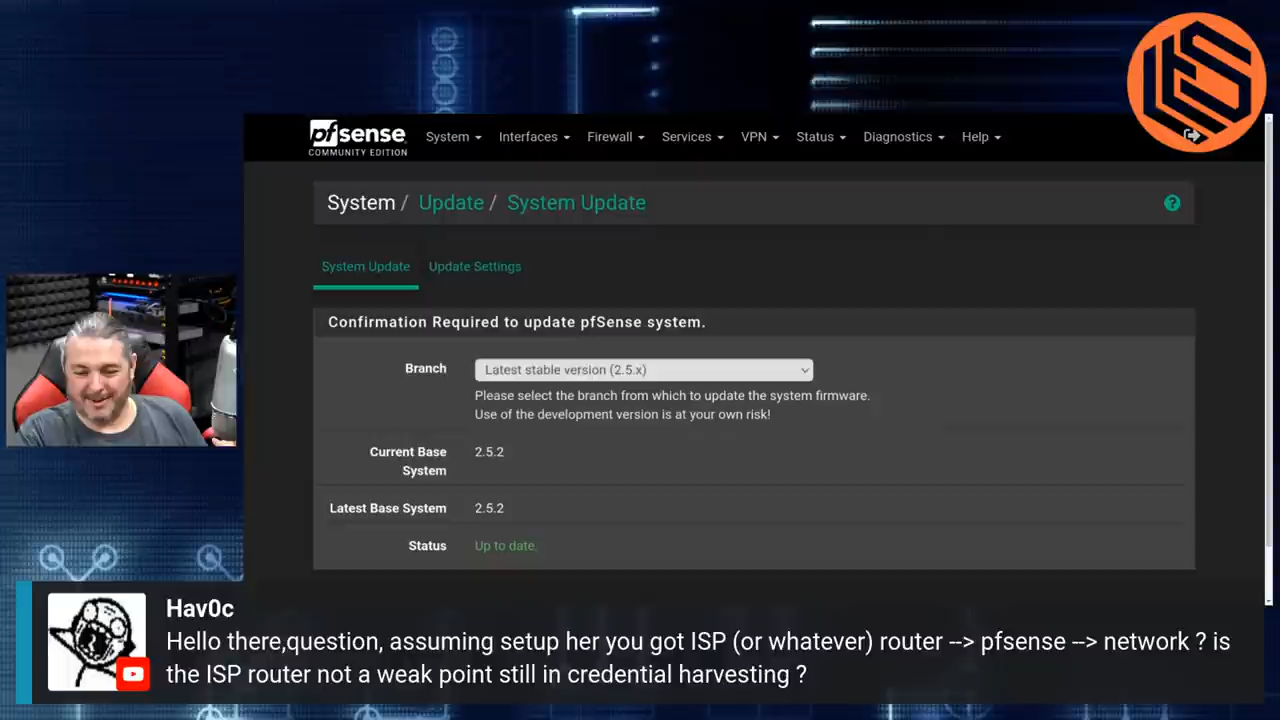 pfsense
COMMUNITY EDITION
System Interfaces Firewall Services VPN Status Diagnostics Help
System / Update / System Update
?
System Update Update Settings
Confirmation Required to update pfSense system.
Branch
Latest stable version (2.5.x)
Please select the branch from which to update the system firmware.
Use of the development version is at your own risk!
Current Base
System
2.5.2
Latest Base System 2.5.2
Status Up to date.
Hav0c
Hello there,question, assuming setup her you got ISP (or whatever) router --> pfsense --> network ? is
the ISP router not a weak point still in credential harvesting ?